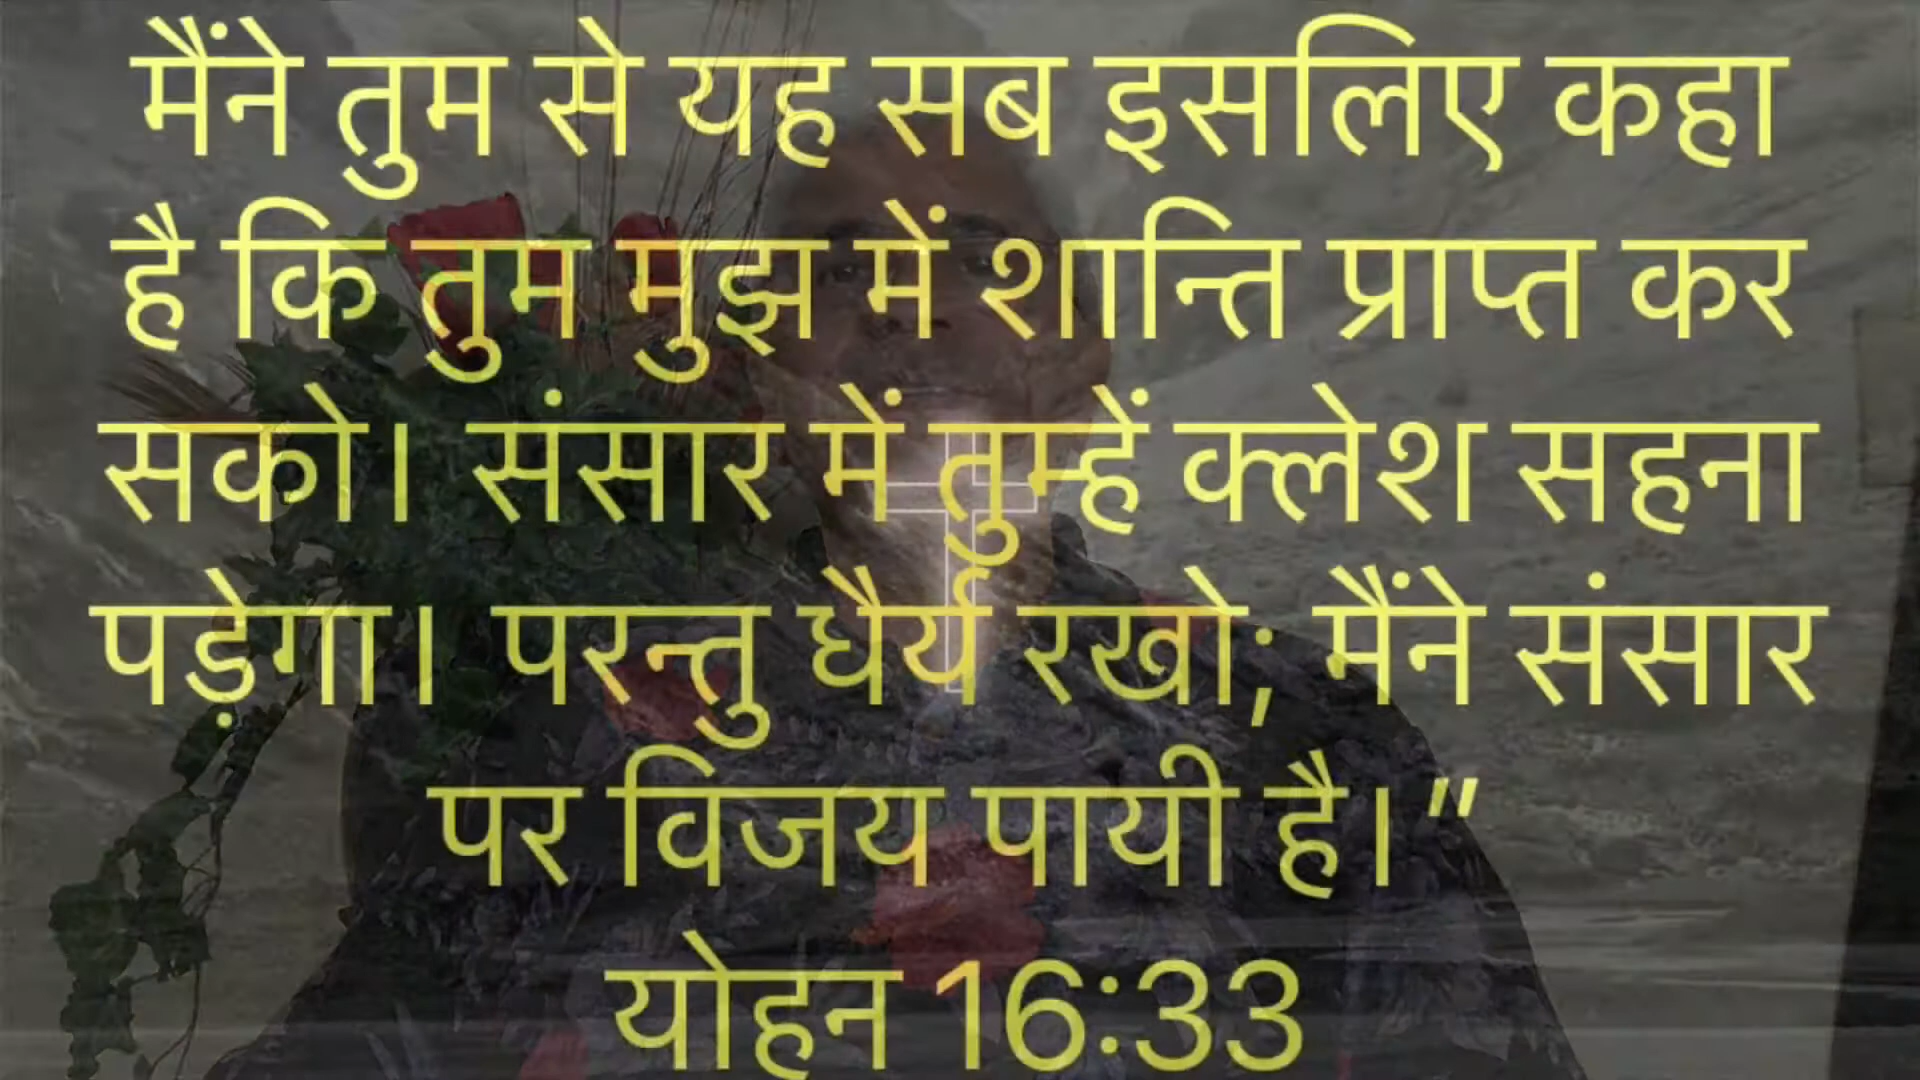 मैंने तुम से यह सब इसलिए कहा
है कि तुम मुझ में शान्ति प्राप्त कर
सको। संसार में तुम्हें क्लेश सहना
पड़ेगा। परन्तु धैर्य रखो; मैंने संसार
पर विजय पायी है।”
योहन 16:33